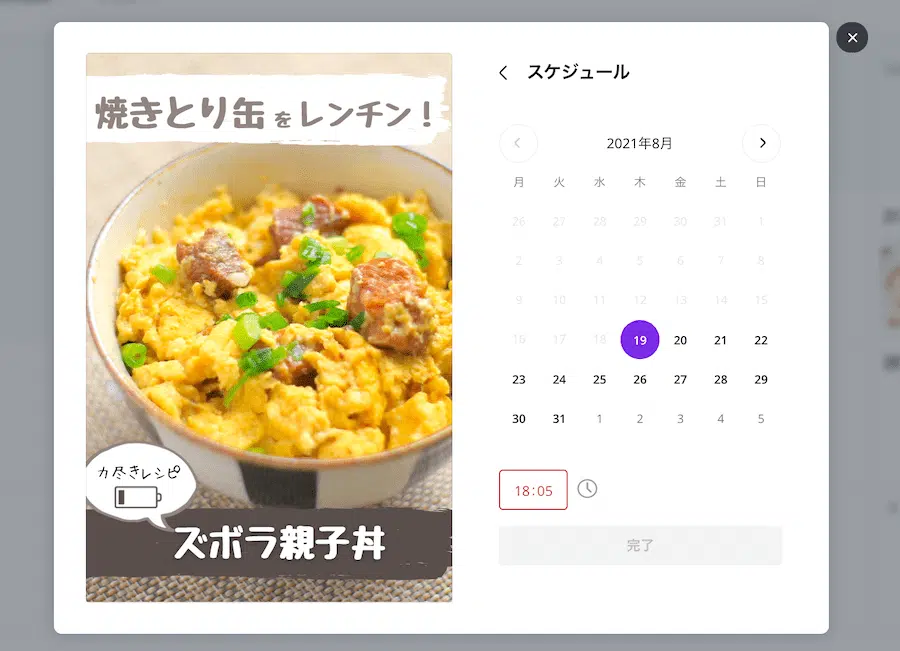 焼きとり缶をレンチン！
力尽きレシピ
ズボラ親子丼
スケジュール
2021年8月
月 火 水 木 金 土 日
26 27 28 29 30 31 1
2 3 4 5 6 7 8
9 10 11 12 13 14 15
16 17 18 19 20 21 22
23 24 25 26 27 28 29
30 31 1 2 3 4 5
18:05
完了